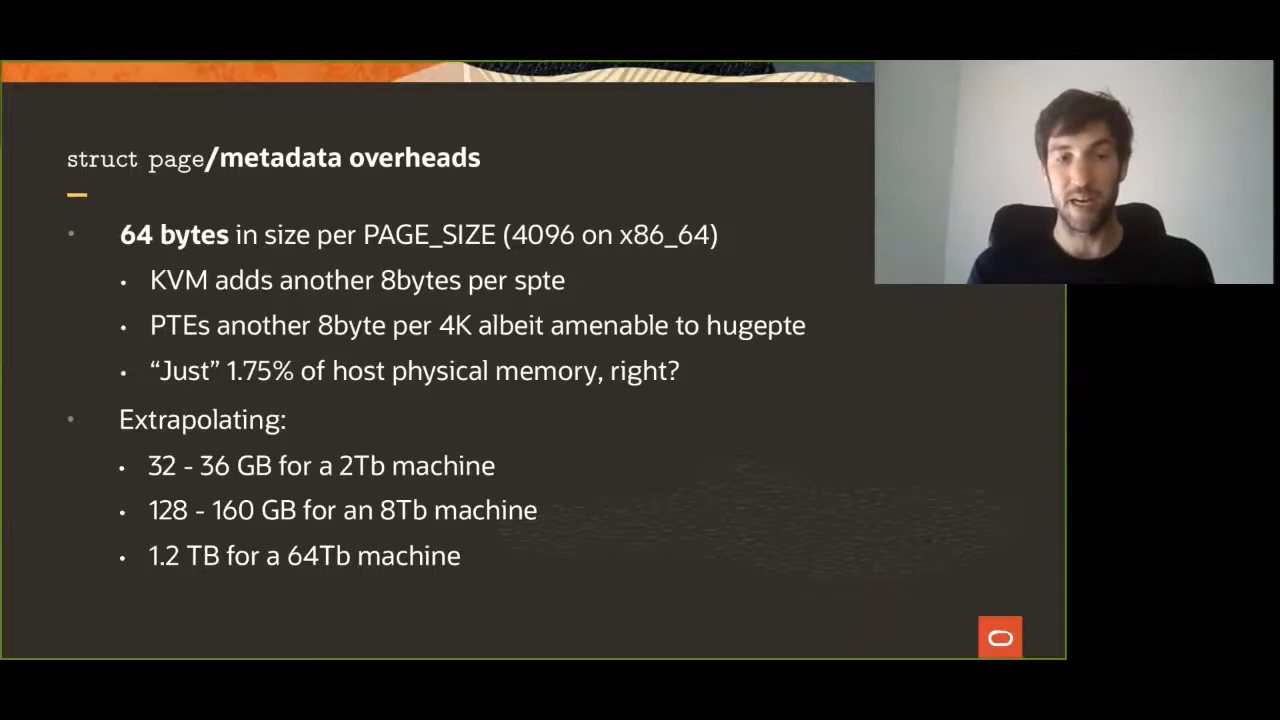 struct page/metadata overheads
64 bytes in size per PAGE_SIZE (4096 on x86_64)
KVM adds another 8bytes per spte
PTEs another 8byte per 4K albeit amenable to hugepte
“Just” 1.75% of host physical memory, right?
Extrapolating:
32 - 36 GB for a 2Tb machine
128 - 160 GB for an 8Tb machine
1.2 TB for a 64Tb machine